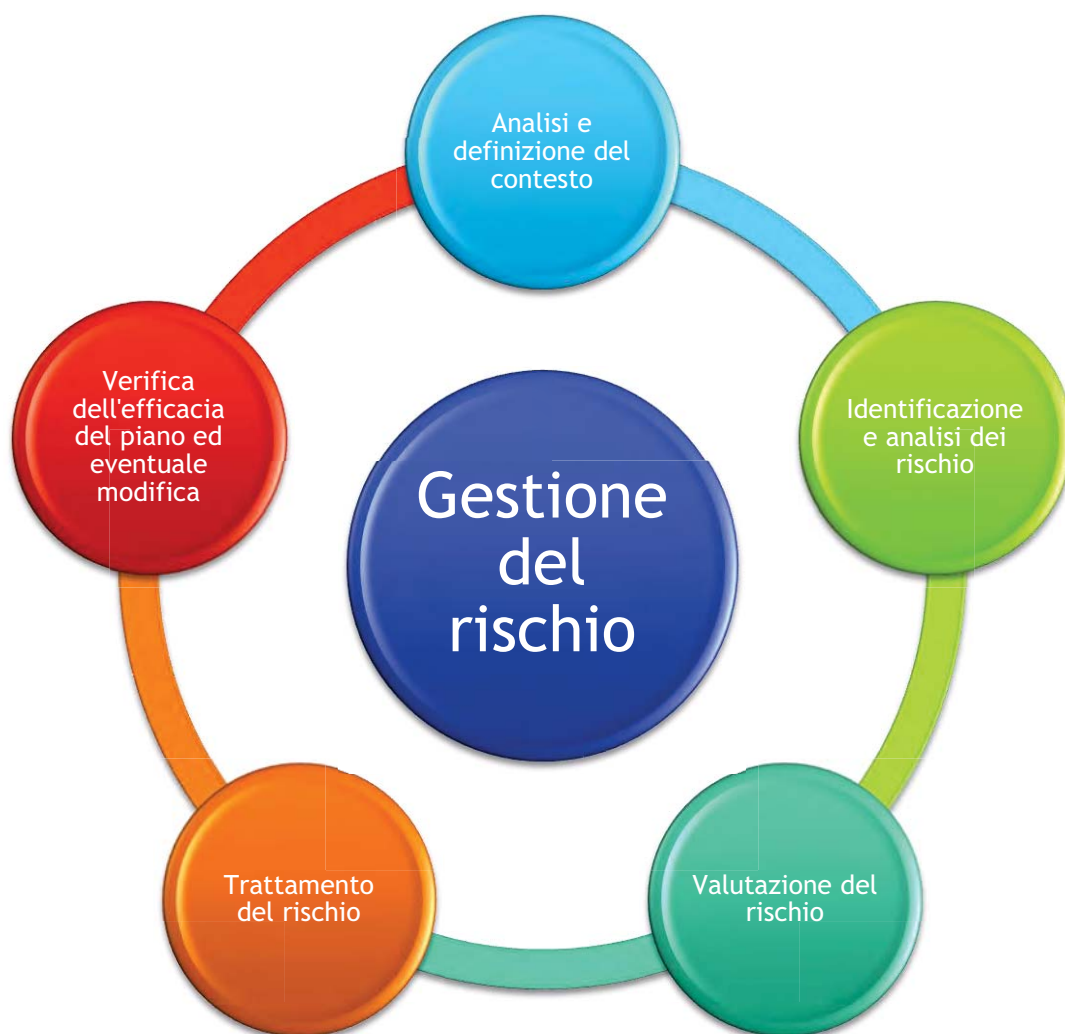 Analisi e
definizione del
contesto
Identificazione
e analisi dei
rischio
Valutazione del
rischio
Trattamento
del rischio
Verifica
dell'efficacia
del piano ed
eventuale
modifica
Gestione
del
rischio